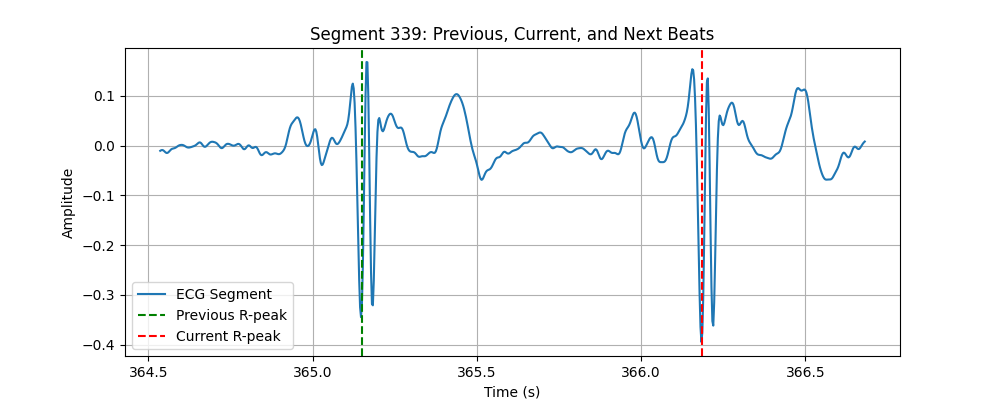 Segment 339: Previous, Current, and Next Beats
Amplitude
0.1
0.0
−0.1
−0.2
−0.3
−0.4
ECG Segment
Previous R-peak
Current R-peak
364.5 365.0 365.5 366.0 366.5
Time (s)